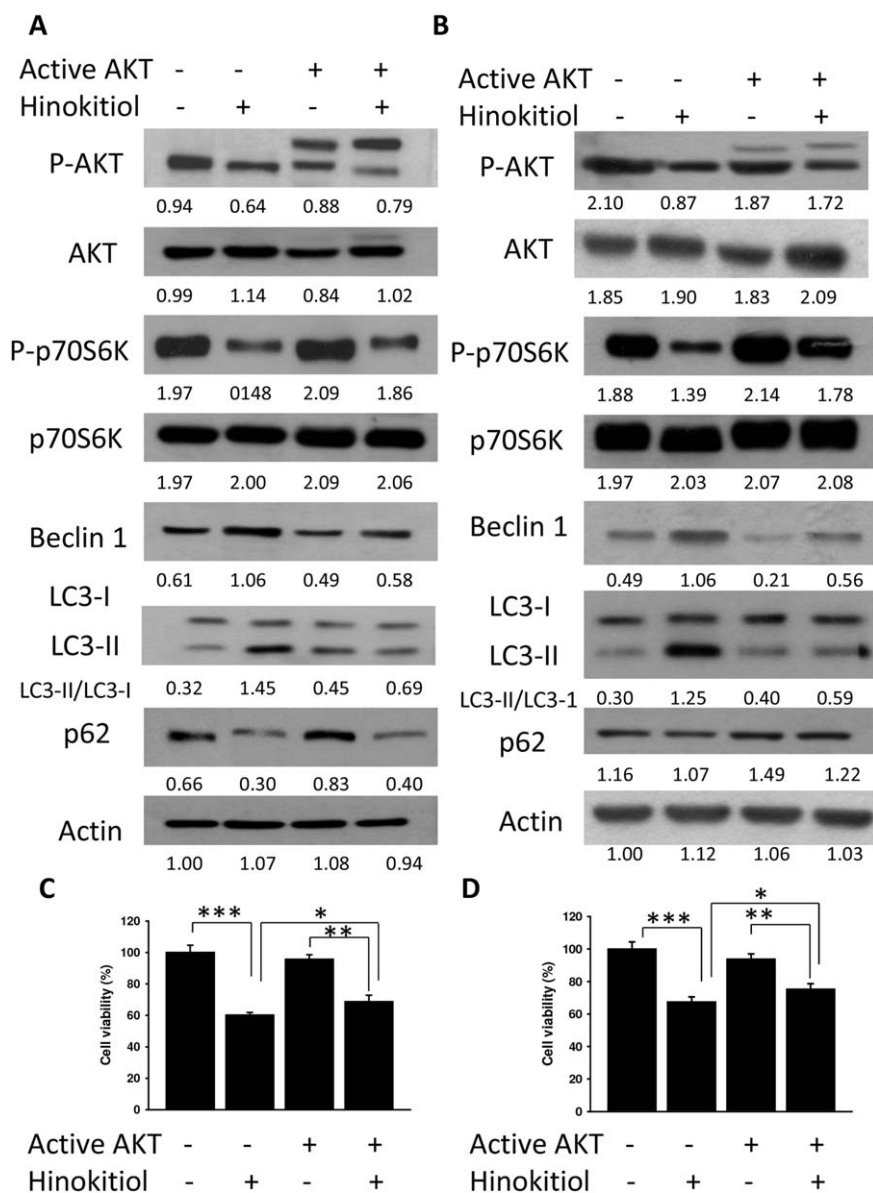 A
Active AKT - - + +
Hinokitiol - + - +
P-AKT
0.94 0.64 0.88 0.79
AKT
0.99 1.14 0.84 1.02
P-p70S6K
1.97 0148 2.09 1.86
p70S6K
1.97 2.00 2.09 2.06
Beclin 1
0.61 1.06 0.49 0.58
LC3-I
LC3-II
LC3-II/LC3-I 0.32 1.45 0.45 0.69
p62
0.66 0.30 0.83 0.40
Actin
1.00 1.07 1.08 0.94
B
Active AKT - - + +
Hinokitiol - + - +
P-AKT
2.10 0.87 1.87 1.72
AKT
1.85 1.90 1.83 2.09
P-p70S6K
1.88 1.39 2.14 1.78
p70S6K
1.97 2.03 2.07 2.08
Beclin 1
0.49 1.06 0.21 0.56
LC3-I
LC3-II
LC3-II/LC3-1 0.30 1.25 0.40 0.59
p62
1.16 1.07 1.49 1.22
Actin
1.00 1.12 1.06 1.03
C
*** *
**
Cell viability (%)
120
100
80
60
40
20
0
Active AKT - - + +
Hinokitiol - + - +
D
*
*** **
Cell viability (%)
120
100
80
60
40
20
0
Active AKT - - + +
Hinokitiol - + - +